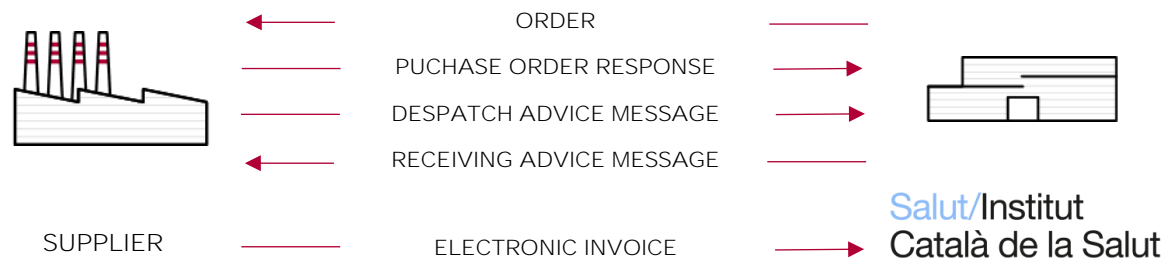 ORDER
PUCHASE ORDER RESPONSE
DESPATCH ADVICE MESSAGE
RECEIVING ADVICE MESSAGE
Salut/Institut
Català de la Salut
SUPPLIER
ELECTRONIC INVOICE